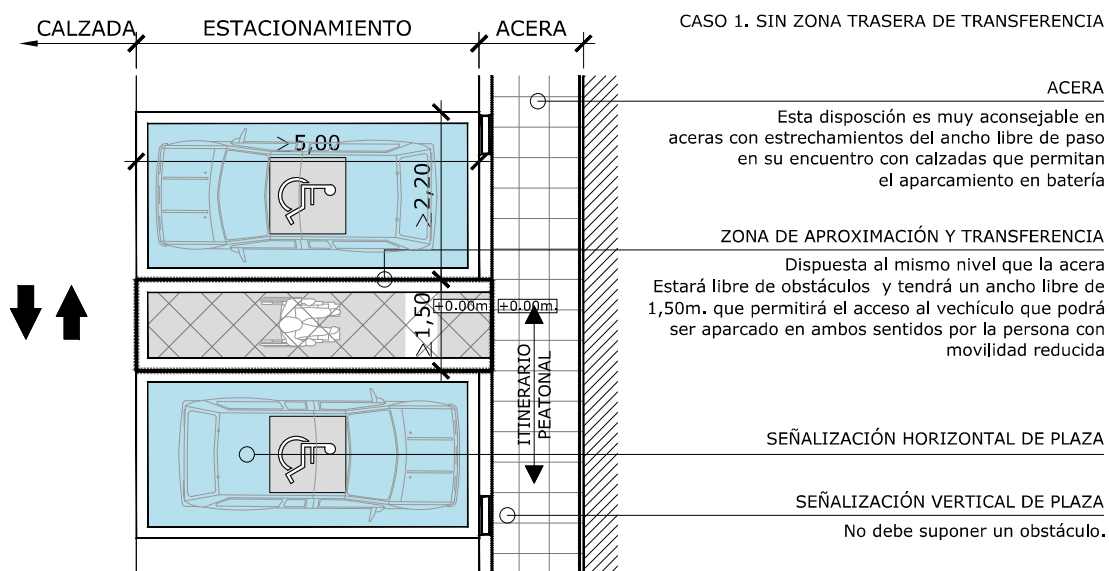 CALZADA
ESTACIONAMIENTO
ACERA
CASO 1. SIN ZONA TRASERA DE TRANSFERENCIA
ACERA
Esta disposción es muy aconsejable en
aceras con estrechamientos del ancho libre de paso
en su encuentro con calzadas que permitan
el aparcamiento en batería
>5,00
>2,20
ZONA DE APROXIMACIÓN Y TRANSFERENCIA
Dispuesta al mismo nivel que la acera
Estará libre de obstáculos y tendrá un ancho libre de
1,50m. que permitirá el acceso al vechículo que podrá
ser aparcado en ambos sentidos por la persona con
movilidad reducida
>1,50
+0.00m.
+0.00m.
ITINERARIO
PEATONAL
SEÑALIZACIÓN HORIZONTAL DE PLAZA
SEÑALIZACIÓN VERTICAL DE PLAZA
No debe suponer un obstáculo.